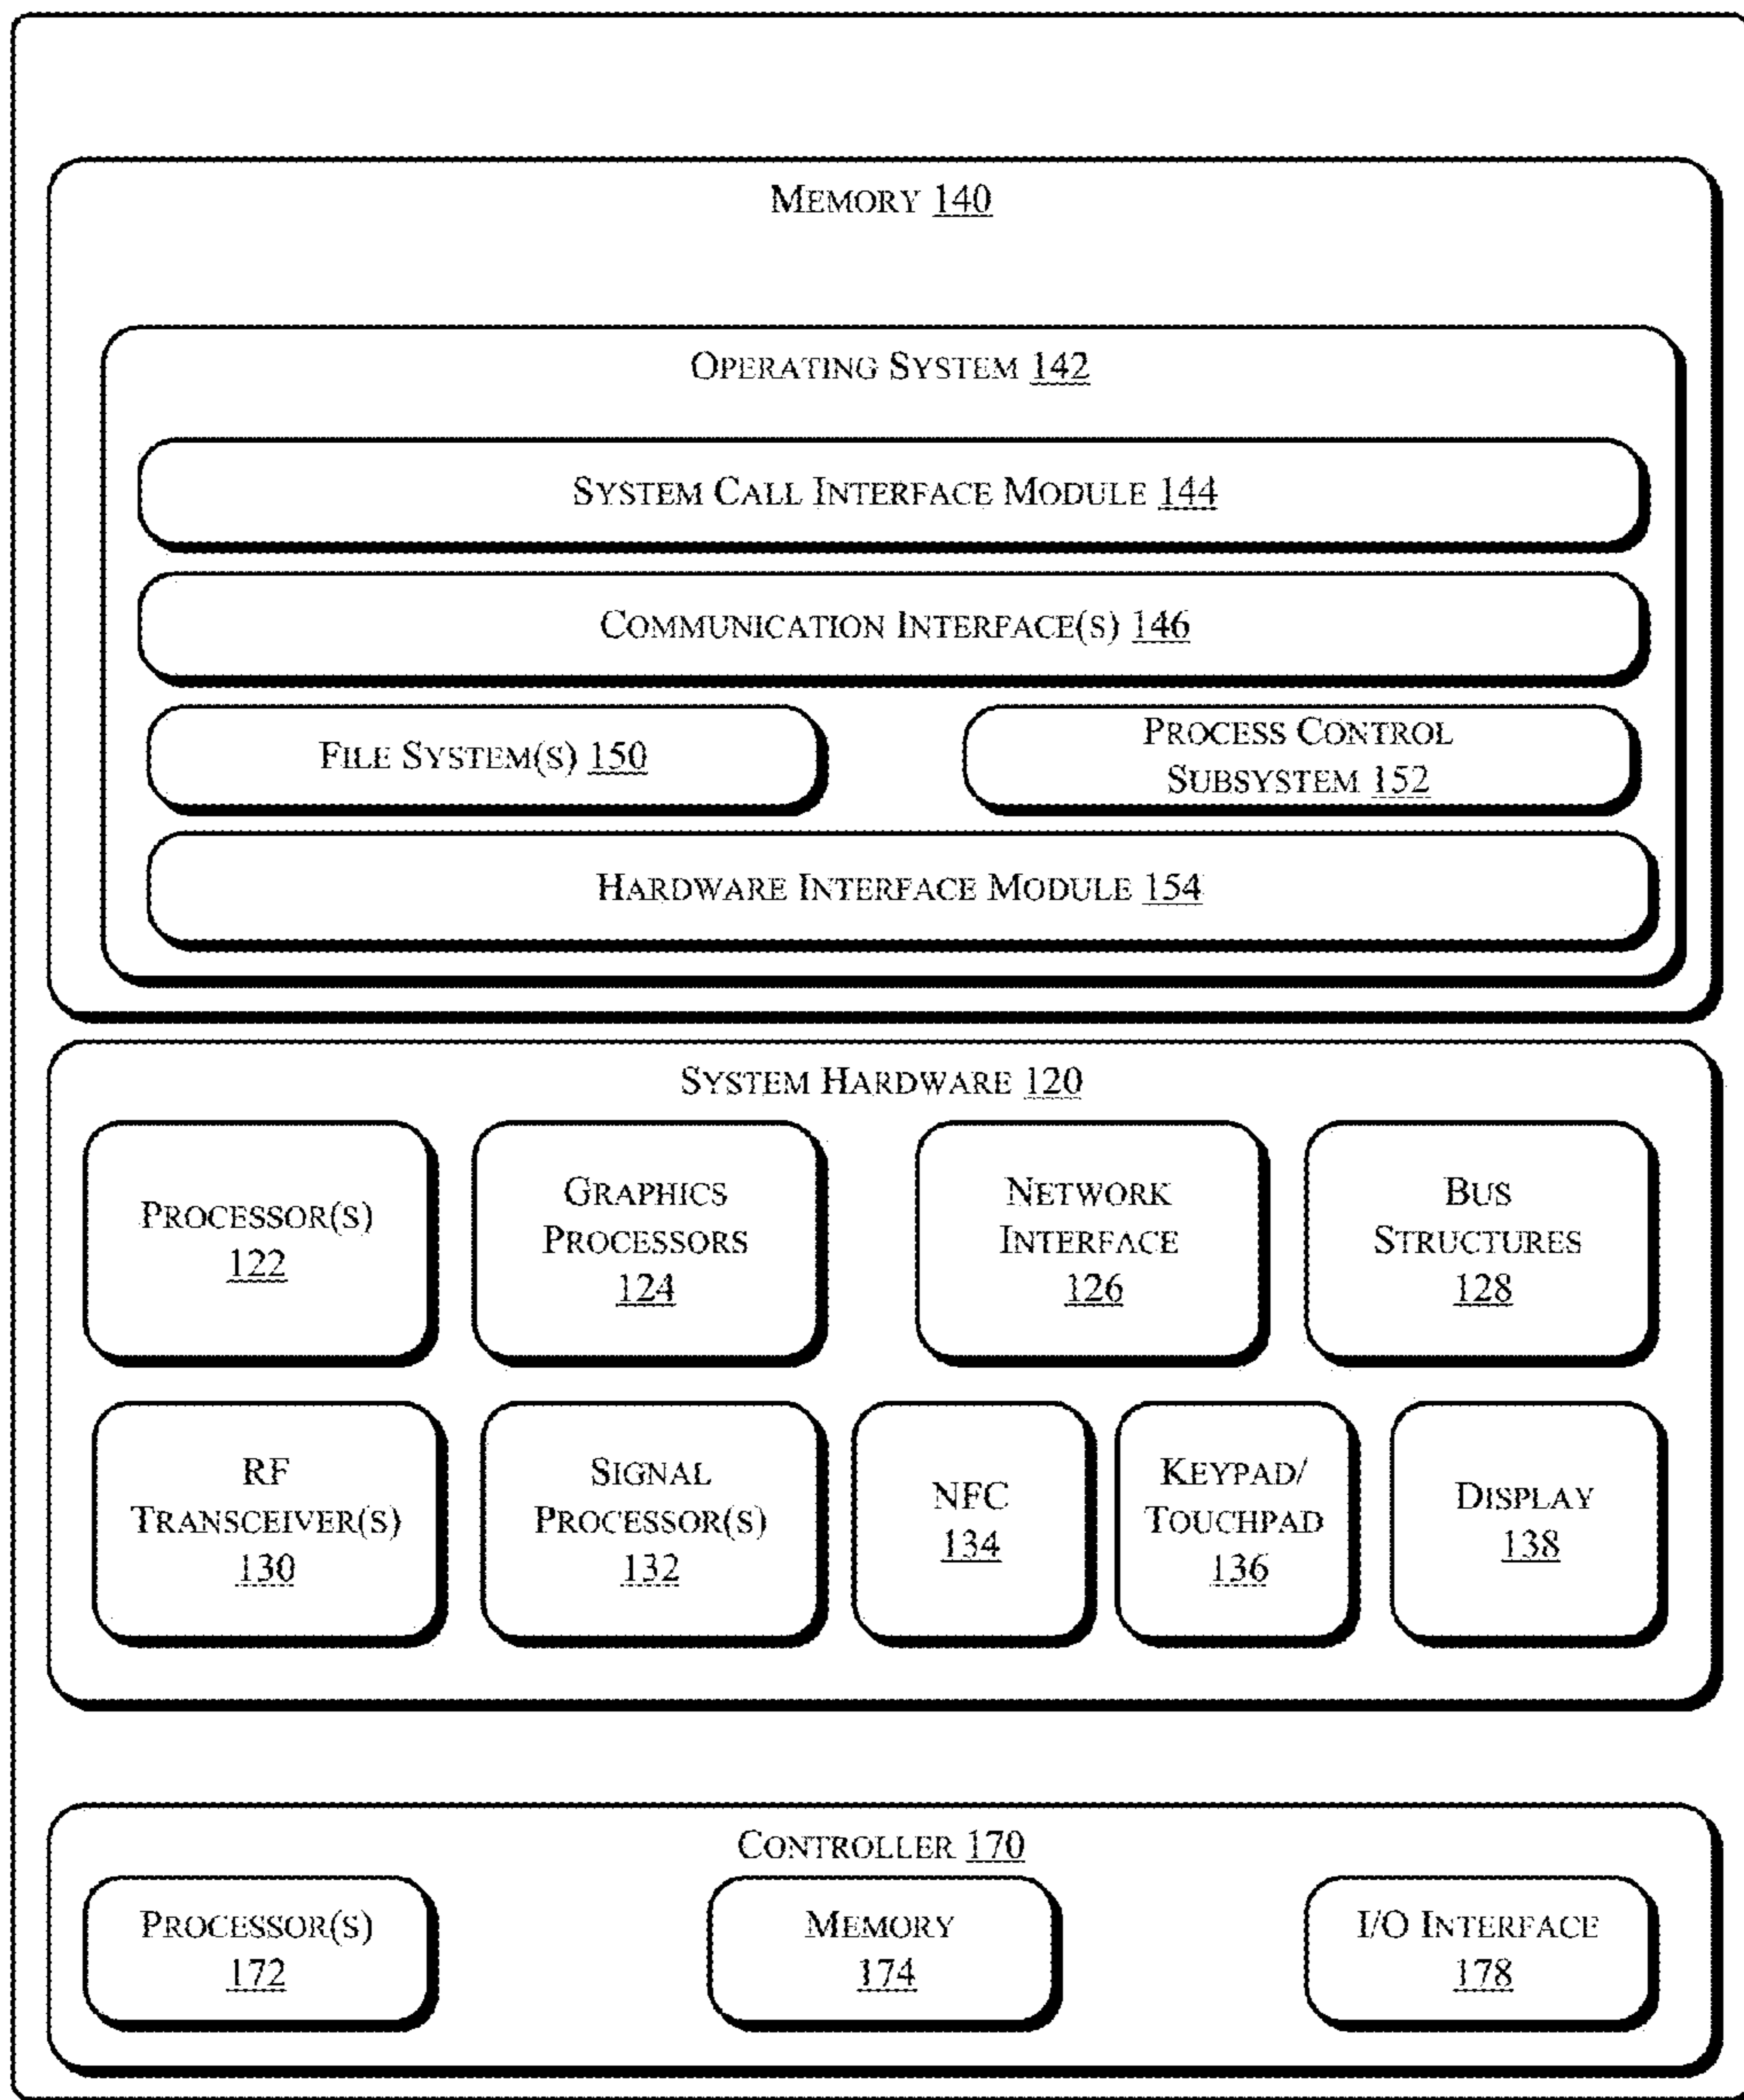 MEMORY 140
OPERATING SYSTEM 142
SYSTEM CALL INTERFACE MODULE 144
COMMUNICATION INTERFACE(S) 146
FILE SYSTEM(S) 150
PROCESS CONTROL
SUBSYSTEM 152
HARDWARE INTERFACE MODULE 154
SYSTEM HARDWARE 120
PROCESSOR(S)
122
GRAPHICS
PROCESSORS
124
NETWORK
INTERFACE
126
BUS
STRUCTURES
128
RF
TRANSCEIVER(S)
130
SIGNAL
PROCESSOR(S)
132
NFC
134
KEYPAD/
TOUCHPAD
136
DISPLAY
138
CONTROLLER 170
PROCESSOR(S)
172
MEMORY
174
I/O INTERFACE
178